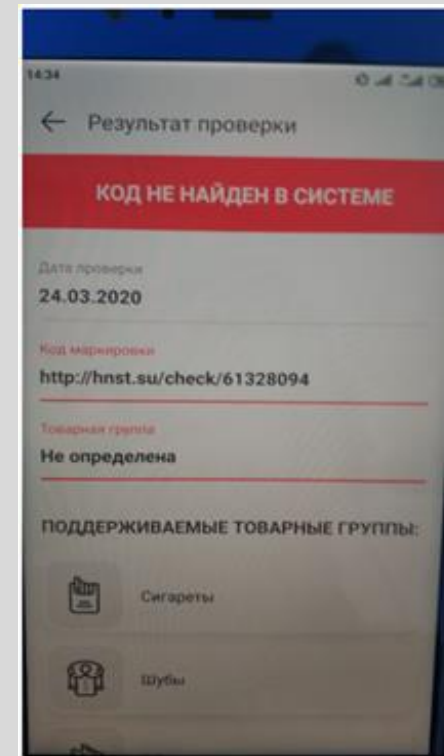 14:34
Результат проверки
КОД НЕ НАЙДЕН В СИСТЕМЕ
Дата проверки
24.03.2020
Код маркировки
http://hnst.su/check/61328094
Товарная группа
Не определена
ПОДДЕРЖИВАЕМЫЕ ТОВАРНЫЕ ГРУППЫ:
Сигареты
Шубы